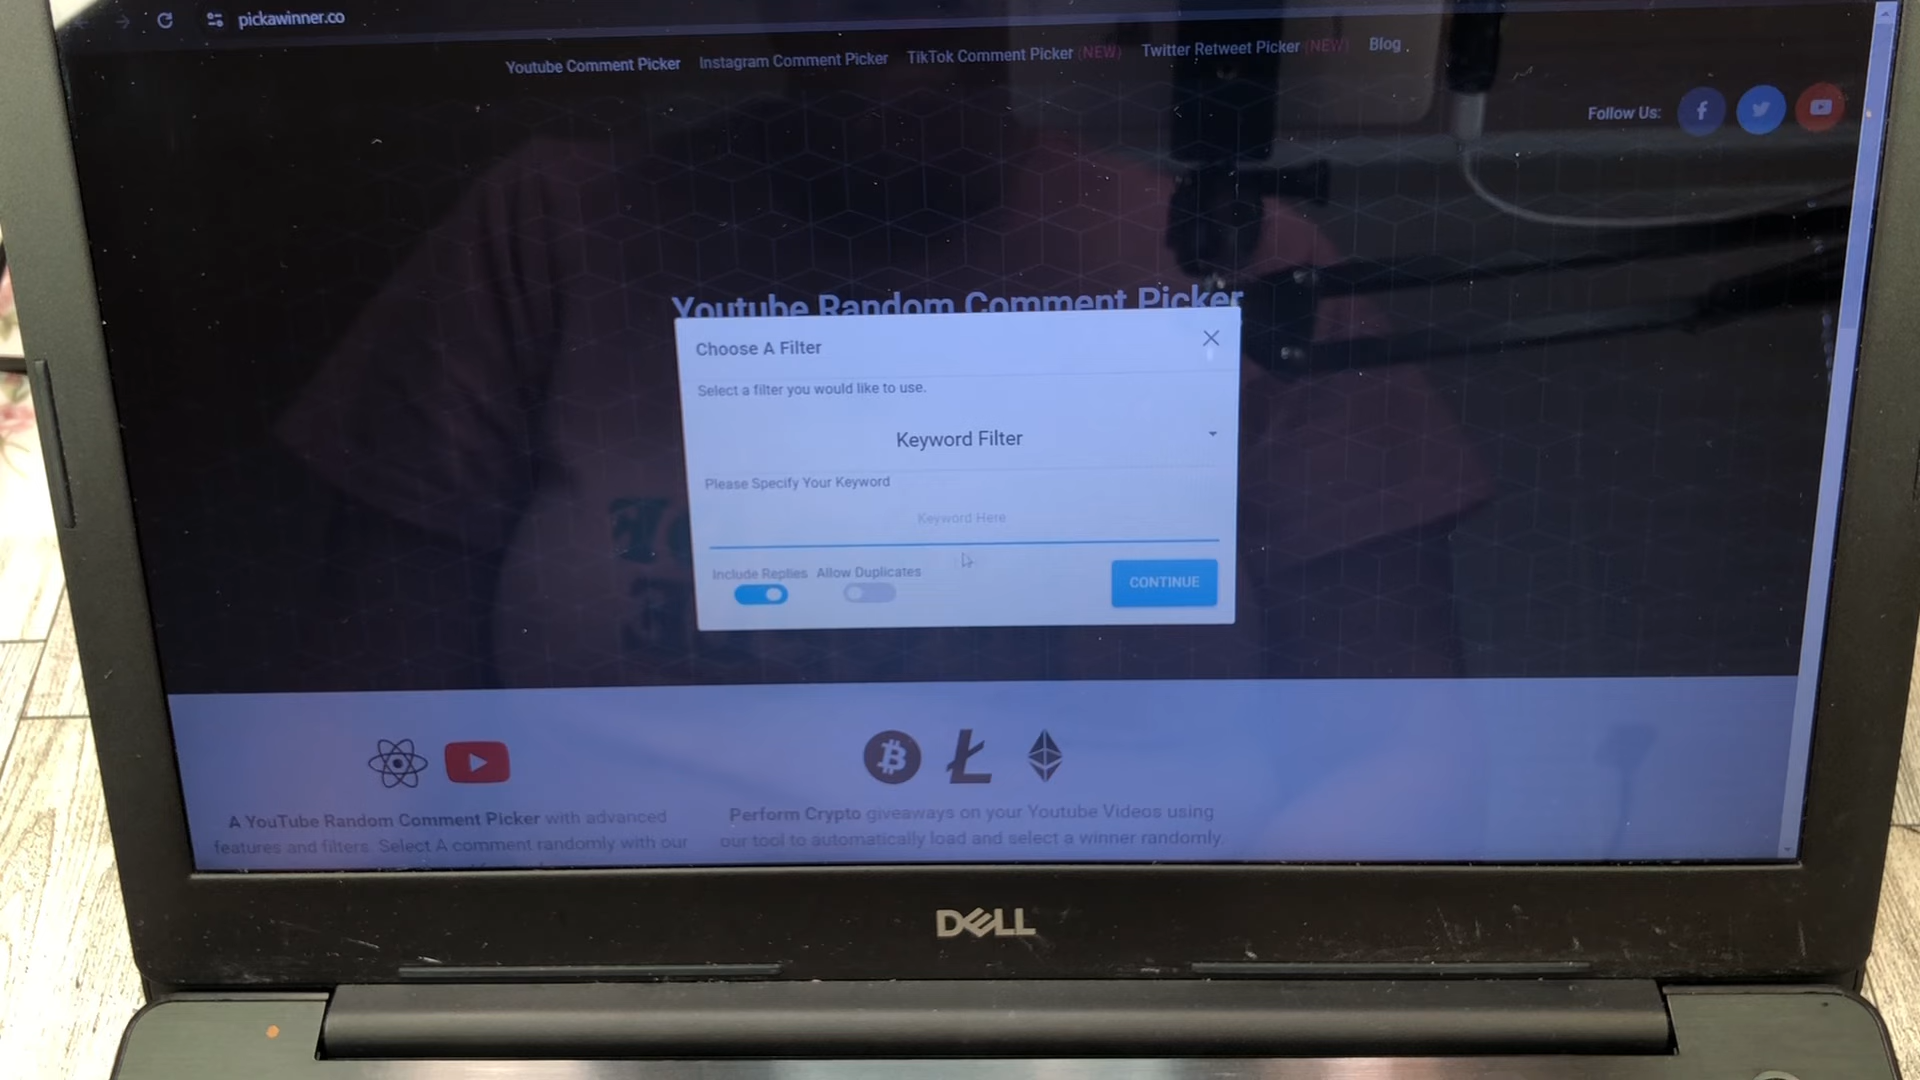 pickawinner.co
Youtube Comment Picker Instagram Comment Picker TikTok Comment Picker (NEW) Twitter Retweet Picker (NEW) Blog
Follow Us:
Youtube Random Comment Picker
Choose A Filter
Select a filter you would like to use.
Keyword Filter
Please Specify Your Keyword
Keyword Here
Include Replies Allow Duplicates
CONTINUE
A YouTube Random Comment Picker with advanced
features and filters. Select A comment randomly with our
Perform Crypto giveaways on your Youtube Videos using
our tool to automatically load and select a winner randomly.
DELL